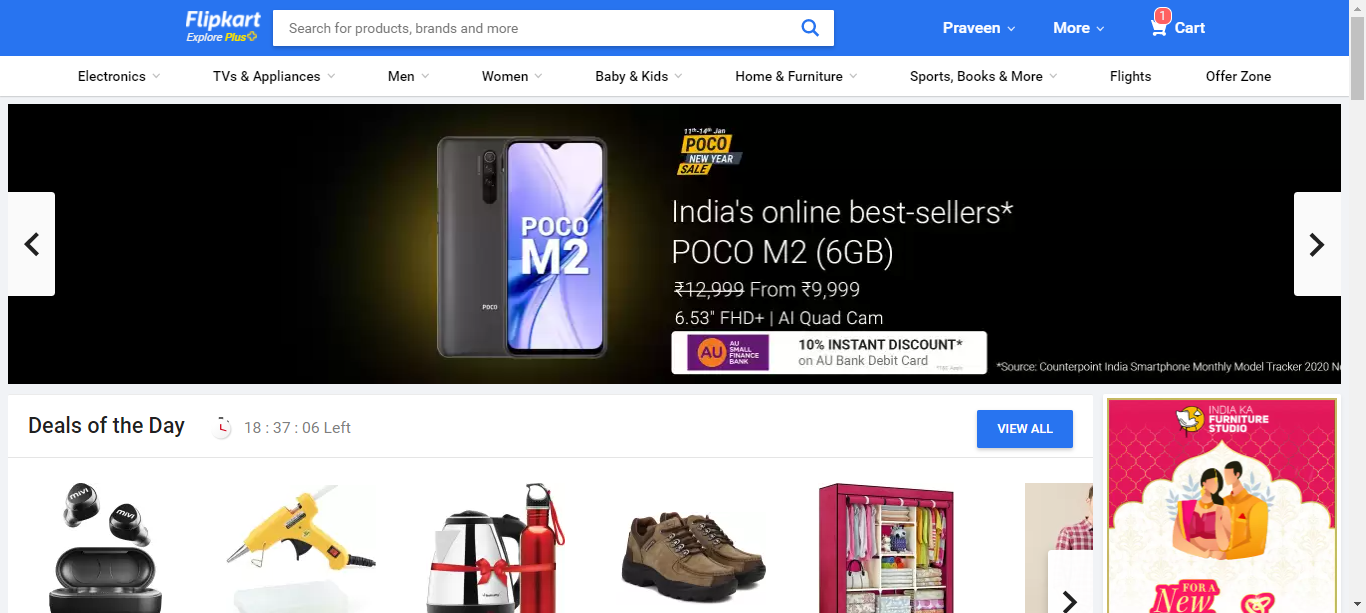 Flipkart
Explore Plus
Search for products, brands and more
Praveen
More
1
Cart
Electronics
TVs & Appliances
Men
Women
Baby & Kids
Home & Furniture
Sports, Books & More
Flights
Offer Zone
11th-14th Jan
POCO
NEW YEAR
SALE
India's online best-sellers*
POCO M2 (6GB)
₹12,999 From ₹9,999
6.53" FHD+ | AI Quad Cam
POCO
M2
POCO
AU
AU
SMALL
FINANCE
BANK
10% INSTANT DISCOUNT*
on AU Bank Debit Card
*Source: Counterpoint India Smartphone Monthly Model Tracker 2020
Deals of the Day
18 : 37 : 06 Left
VIEW ALL
INDIA KA
FURNITURE
STUDIO
mivi
mivi
FOR A
New